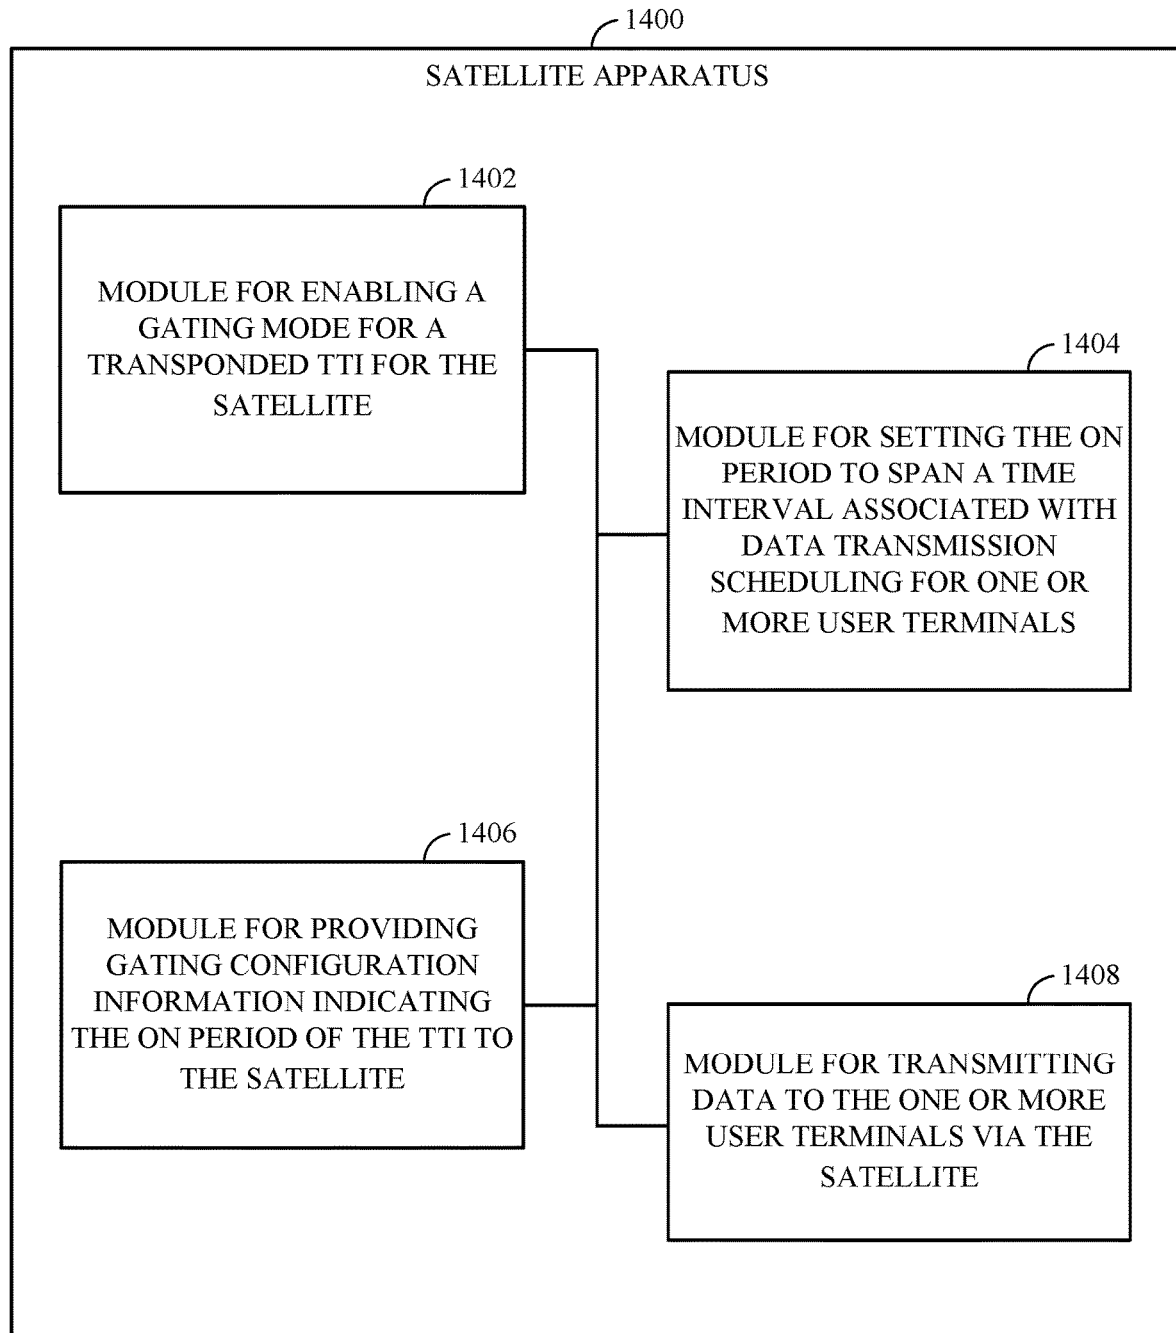 1400
SATELLITE APPARATUS
1402
MODULE FOR ENABLING A
GATING MODE FOR A
TRANSPONDED TTI FOR THE
SATELLITE
1404
MODULE FOR SETTING THE ON
PERIOD TO SPAN A TIME
INTERVAL ASSOCIATED WITH
DATA TRANSMISSION
SCHEDULING FOR ONE OR
MORE USER TERMINALS
1406
MODULE FOR PROVIDING
GATING CONFIGURATION
INFORMATION INDICATING
THE ON PERIOD OF THE TTI TO
THE SATELLITE
1408
MODULE FOR TRANSMITTING
DATA TO THE ONE OR MORE
USER TERMINALS VIA THE
SATELLITE